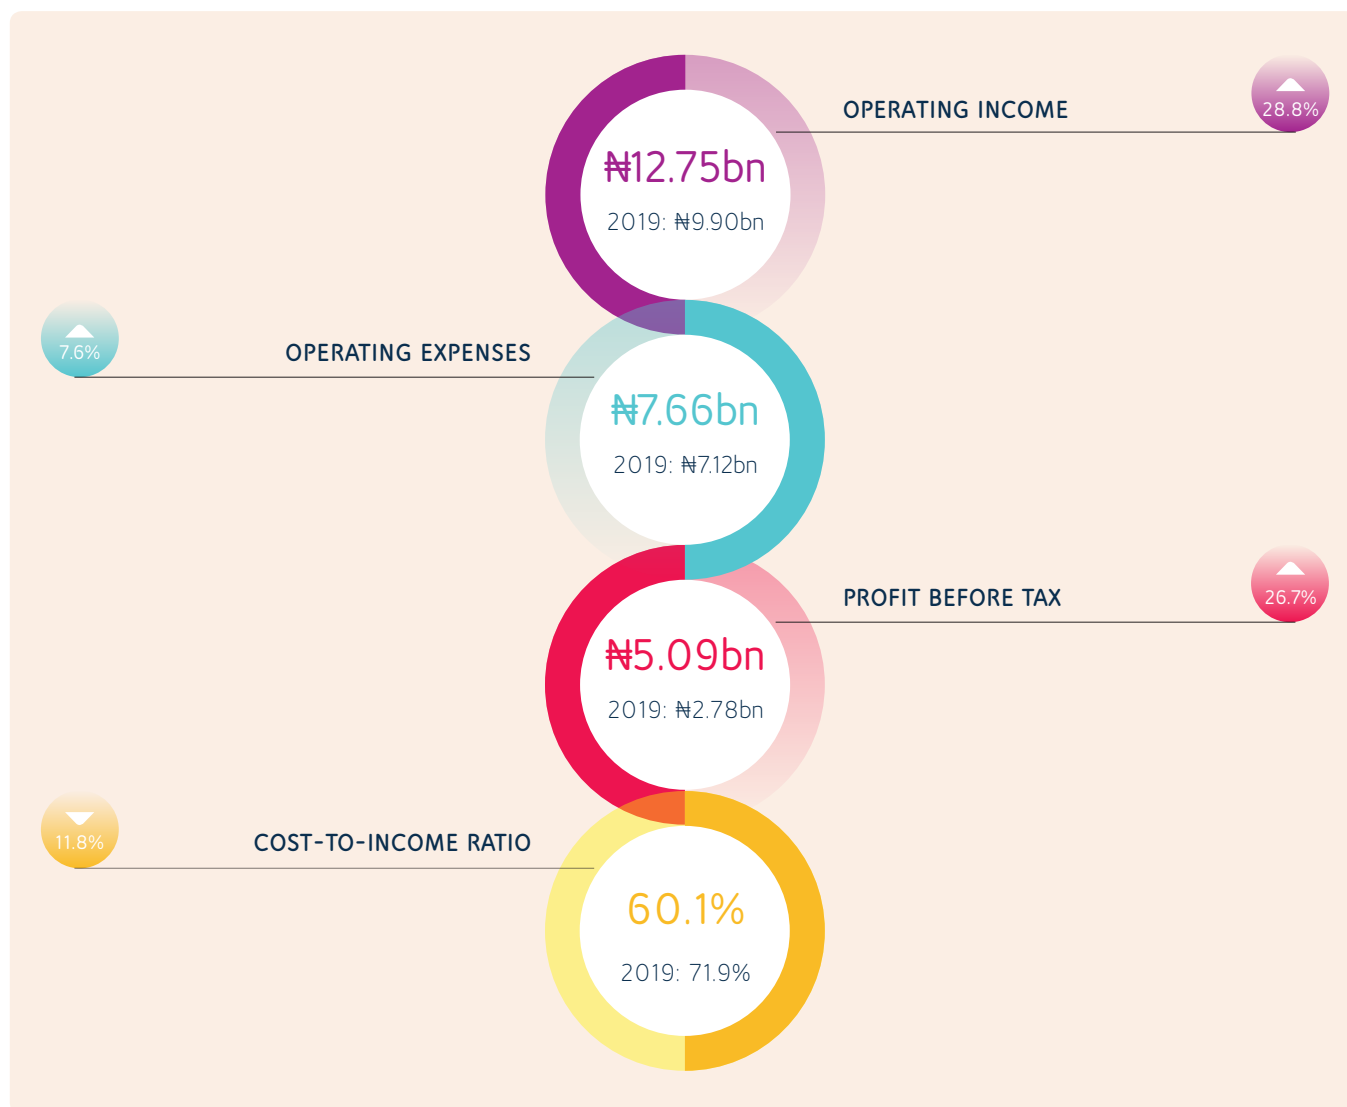 OPERATING INCOME
28.8%
₦12.75bn
2019: ₦9.90bn
7.6%
OPERATING EXPENSES
₦7.66bn
2019: ₦7.12bn
PROFIT BEFORE TAX
26.7%
₦5.09bn
2019: ₦2.78bn
11.8%
COST-TO-INCOME RATIO
60.1%
2019: 71.9%